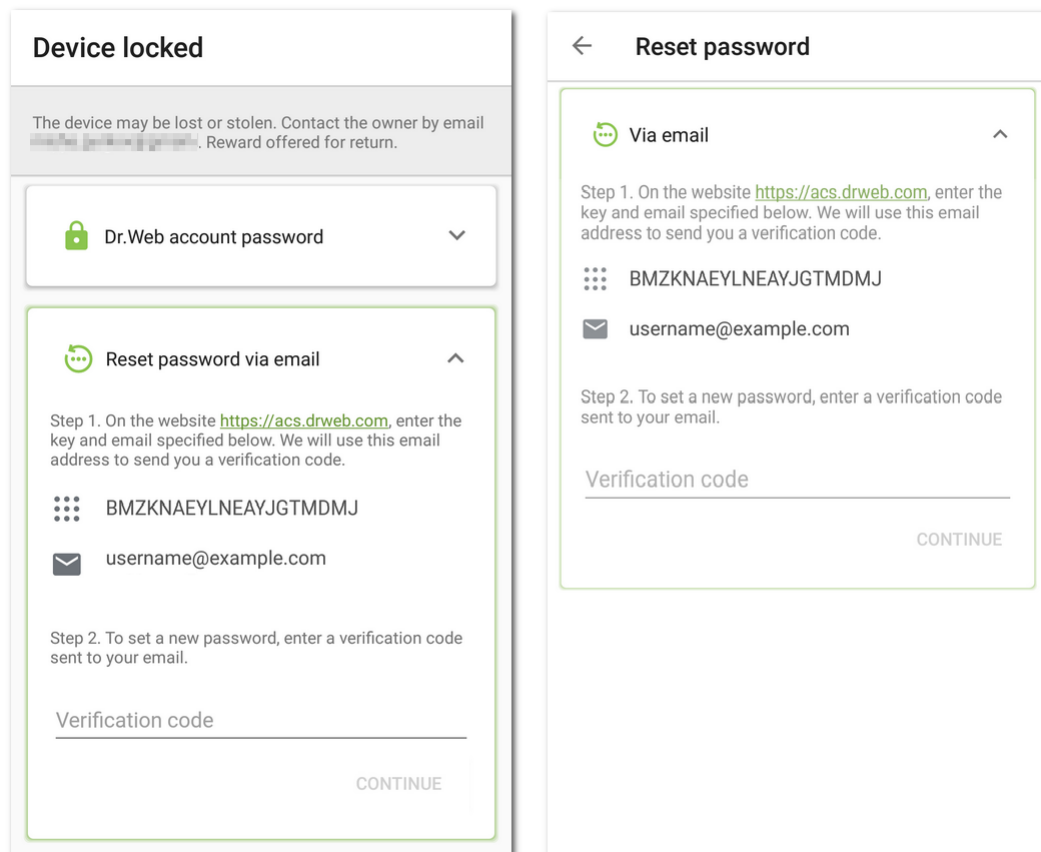 Device locked
The device may be lost or stolen. Contact the owner by email
. Reward offered for return.
Dr.Web account password
Reset password via email
Step 1. On the website https://acs.drweb.com, enter the
key and email specified below. We will use this email
address to send you a verification code.
BMZKNAEYLNEAYJGTMDMJ
username@example.com
Step 2. To set a new password, enter a verification code
sent to your email.
Verification code
CONTINUE
Reset password
Via email
Step 1. On the website https://acs.drweb.com, enter the
key and email specified below. We will use this email
address to send you a verification code.
BMZKNAEYLNEAYJGTMDMJ
username@example.com
Step 2. To set a new password, enter a verification code
sent to your email.
Verification code
CONTINUE